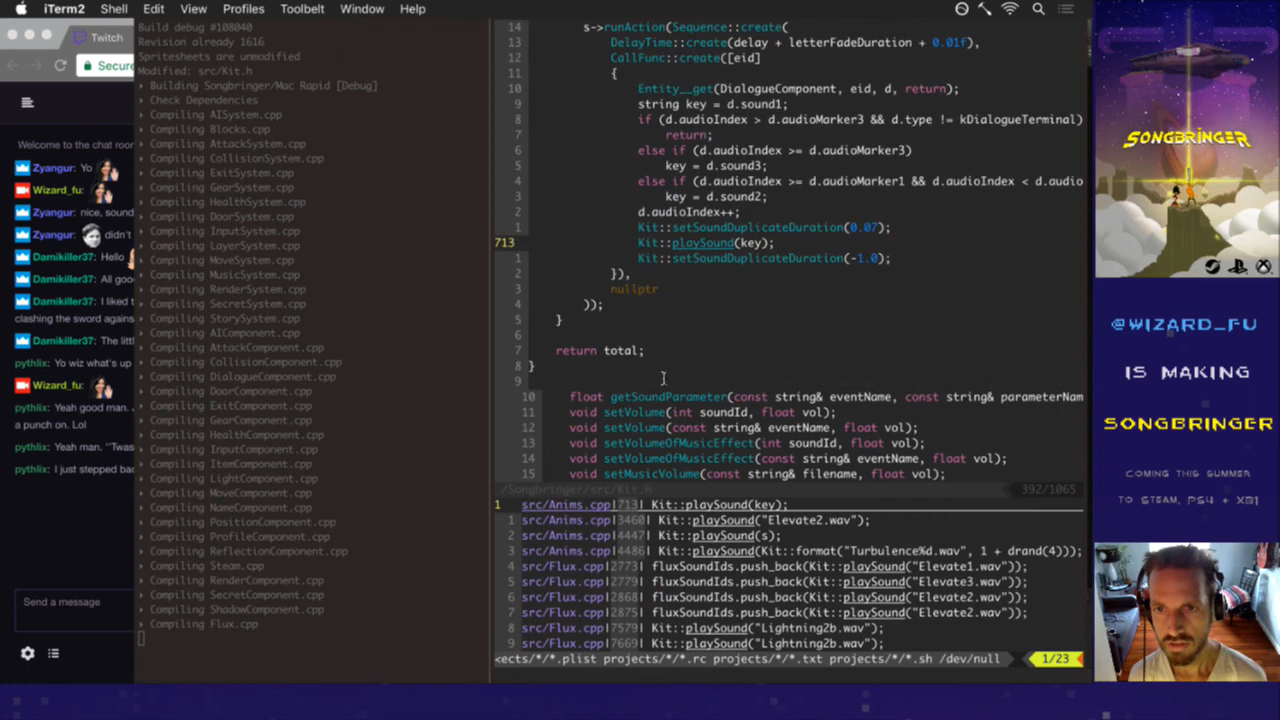 iTerm2 Shell Edit View Profiles Toolbelt Window Help
Twitch
Secure
Welcome to the chat roo
Zyangur: Yo
Wizard_fu:
Zyangur: nice, sound
Zyangur: didn't
Damikiller37: Hello
Damikiller37: All goo
Damikiller37: I liked t
clashing the sword agains
Damikiller37: The littl
pythlix: Yo wiz what's up
Wizard_fu:
pythlix: Yeah good man.
a punch on. Lol
pythlix: Yeah man. "Twas
pythlix: I just stepped bac
Send a message
Build debug #108040
Revision already 1616
Spritesheets are unmodified
Modified: src/Kit.h
Building Songbringer/Mac Rapid [Debug]
Check Dependencies
Compiling AISystem.cpp
Compiling Blocks.cpp
Compiling AttackSystem.cpp
Compiling CollisionSystem.cpp
Compiling ExitSystem.cpp
Compiling GearSystem.cpp
Compiling HealthSystem.cpp
Compiling DoorSystem.cpp
Compiling InputSystem.cpp
Compiling LayerSystem.cpp
Compiling MoveSystem.cpp
Compiling MusicSystem.cpp
Compiling RenderSystem.cpp
Compiling SecretSystem.cpp
Compiling StorySystem.cpp
Compiling AIComponent.cpp
Compiling AttackComponent.cpp
Compiling CollisionComponent.cpp
Compiling DialogueComponent.cpp
Compiling DoorComponent.cpp
Compiling ExitComponent.cpp
Compiling GearComponent.cpp
Compiling HealthComponent.cpp
Compiling InputComponent.cpp
Compiling ItemComponent.cpp
Compiling LightComponent.cpp
Compiling MoveComponent.cpp
Compiling NameComponent.cpp
Compiling PositionComponent.cpp
Compiling ProfileComponent.cpp
Compiling ReflectionComponent.cpp
Compiling Steam.cpp
Compiling RenderComponent.cpp
Compiling SecretComponent.cpp
Compiling ShadowComponent.cpp
Compiling Flux.cpp
14 s->runAction(Sequence::create(
13 DelayTime::create(delay + letterFadeDuration + 0.01f),
12 CallFunc::create([eid]
11 {
10 Entity__get(DialogueComponent, eid, d, return);
9 string key = d.sound1;
8 if (d.audioIndex > d.audioMarker3 && d.type != kDialogueTerminal)
7 return;
6 else if (d.audioIndex >= d.audioMarker3)
5 key = d.sound3;
4 else if (d.audioIndex >= d.audioMarker1 && d.audioIndex < d.audio
3 key = d.sound2;
2 d.audioIndex++;
1 Kit::setSoundDuplicateDuration(0.07);
713 Kit::playSound(key);
1 Kit::setSoundDuplicateDuration(-1.0);
2 }),
3 nullptr
4 ));
5 }
6
7 return total;
8 }
9
10 float getSoundParameter(const string& eventName, const string& parameterNam
11 void setVolume(int soundId, float vol);
12 void setVolume(const string& eventName, float vol);
13 void setVolumeOfMusicEffect(int soundId, float vol);
14 void setVolumeOfMusicEffect(const string& eventName, float vol);
15 void setMusicVolume(const string& filename, float vol);
/Songbringer/src/Kit.h 392/1065
1 src/Anims.cpp|713| Kit::playSound(key);
1 src/Anims.cpp|3460| Kit::playSound("Elevate2.wav");
2 src/Anims.cpp|4447| Kit::playSound(s);
3 src/Anims.cpp|4486| Kit::playSound(Kit::format("Turbulence%d.wav", 1 + drand(4)));
4 src/Flux.cpp|2773| fluxSoundIds.push_back(Kit::playSound("Elevate1.wav"));
5 src/Flux.cpp|2779| fluxSoundIds.push_back(Kit::playSound("Elevate3.wav"));
6 src/Flux.cpp|2868| fluxSoundIds.push_back(Kit::playSound("Elevate2.wav"));
7 src/Flux.cpp|2875| fluxSoundIds.push_back(Kit::playSound("Elevate2.wav"));
8 src/Flux.cpp|7579| Kit::playSound("Lightning2b.wav");
9 src/Flux.cpp|7669| Kit::playSound("Lightning2b.wav");
<ects/*/*.plist projects/*/*.rc projects/*/*.txt projects/*/*.sh /dev/null 1/23
SONGBRINGER
@WIZARD_FU
IS MAKING
SONGBRINGER
COMING THIS SUMMER
TO STEAM, PS4 + XB1